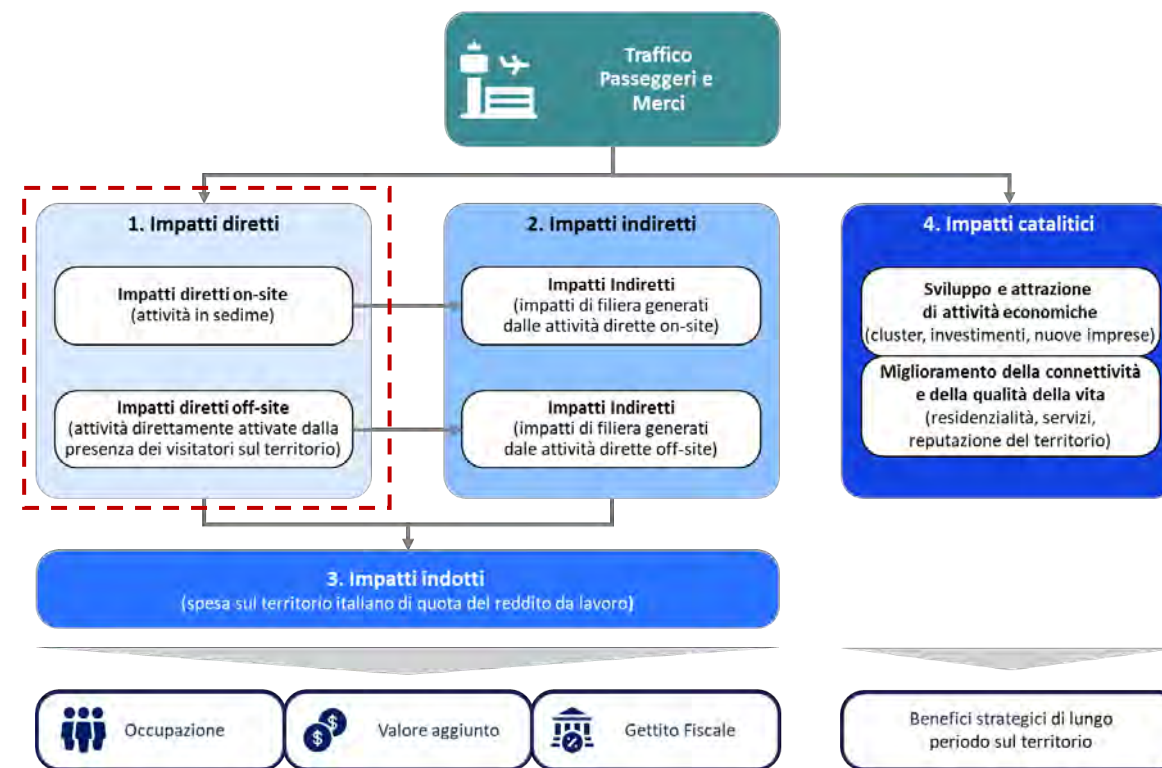 Traffico
Passeggeri e
Merci
1. Impatti diretti
Impatti diretti on-site
(attività in sedime)
Impatti diretti off-site
(attività direttamente attivate dalla
presenza dei visitatori sul territorio)
2. Impatti indiretti
Impatti Indiretti
(impatti di filiera generati
dalle attività dirette on-site)
Impatti Indiretti
(impatti di filiera generati
dale attività dirette off-site)
4. Impatti catalitici
Sviluppo e attrazione
di attività economiche
(cluster, investimenti, nuove imprese)
Miglioramento della connettività
e della qualità della vita
(residenzialità, servizi,
reputazione del territorio)
3. Impatti indotti
(spesa sul territorio italiano di quota del reddito da lavoro)
Occupazione
$
$
Valore aggiunto
%
Gettito Fiscale
Benefici strategici di lungo
periodo sul territorio